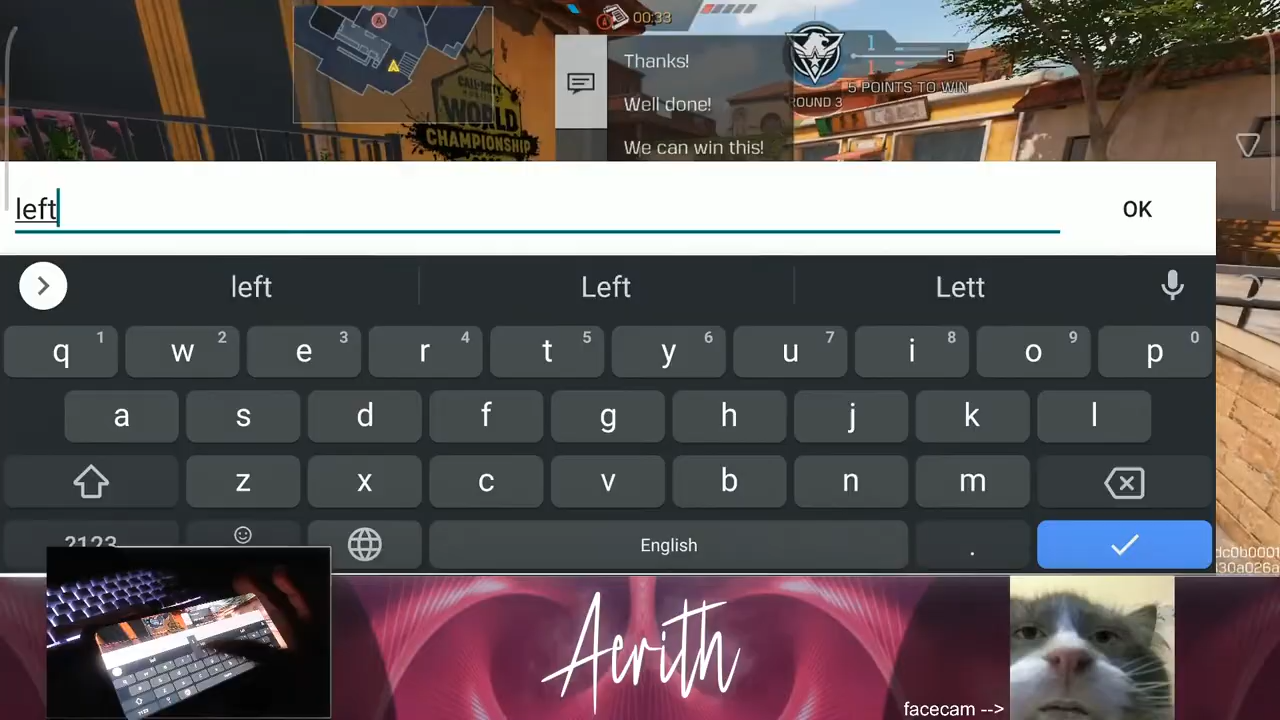 00:33
Thanks!
Well done!
We can win this!
CALL OF DUTY
WORLD
CHAMPIONSHIP
1
1
5
5 POINTS TO WIN
ROUND 3
left
OK
left
Left
Lett
q 1
w 2
e 3
r 4
t 5
y 6
u 7
i 8
o 9
p 0
a s d f g h j k l
z x c v b n m
?123
English
.
Aerith
facecam -->